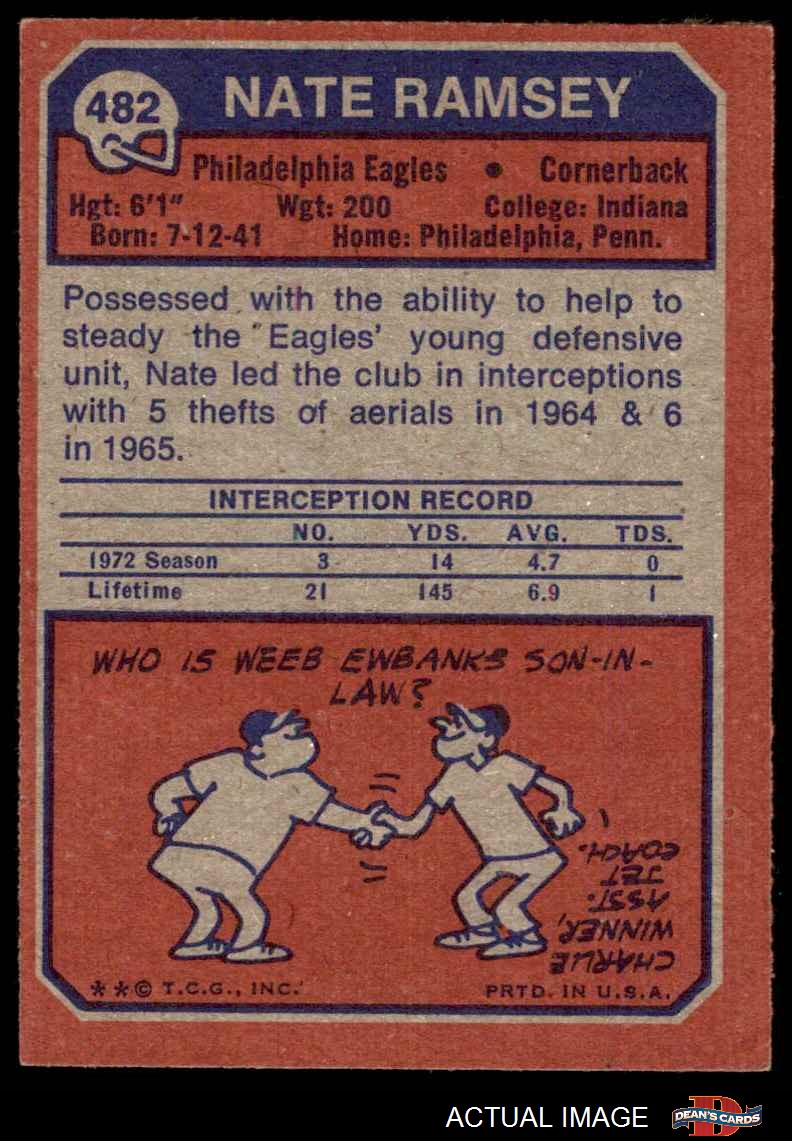 482
NATE RAMSEY
Philadelphia Eagles • Cornerback
Hgt: 6'1" Wgt: 200 College: Indiana
Born: 7-12-41 Home: Philadelphia, Penn.
Possessed with the ability to help to
steady the Eagles' young defensive
unit, Nate led the club in interceptions
with 5 thefts of aerials in 1964 & 6
in 1965.
INTERCEPTION RECORD
NO. YDS. AVG. TDS.
1972 Season 3 14 4.7 0
Lifetime 21 145 6.9 1
WHO IS WEEB EWBANKS SON-IN-
LAW?
CHARLIE
WINNER,
ASST.
JET
COACH.
**© T.C.G., INC. PRTD. IN U.S.A.
ACTUAL IMAGE
D
DEAN'S CARDS